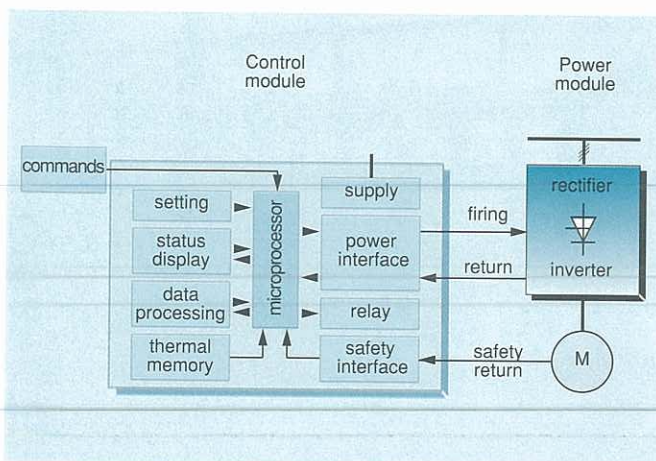 Control
module
Power
module
commands
setting
status
display
data
processing
thermal
memory
microprocessor
supply
power
interface
relay
safety
interface
firing
return
safety
return
rectifier
inverter
M